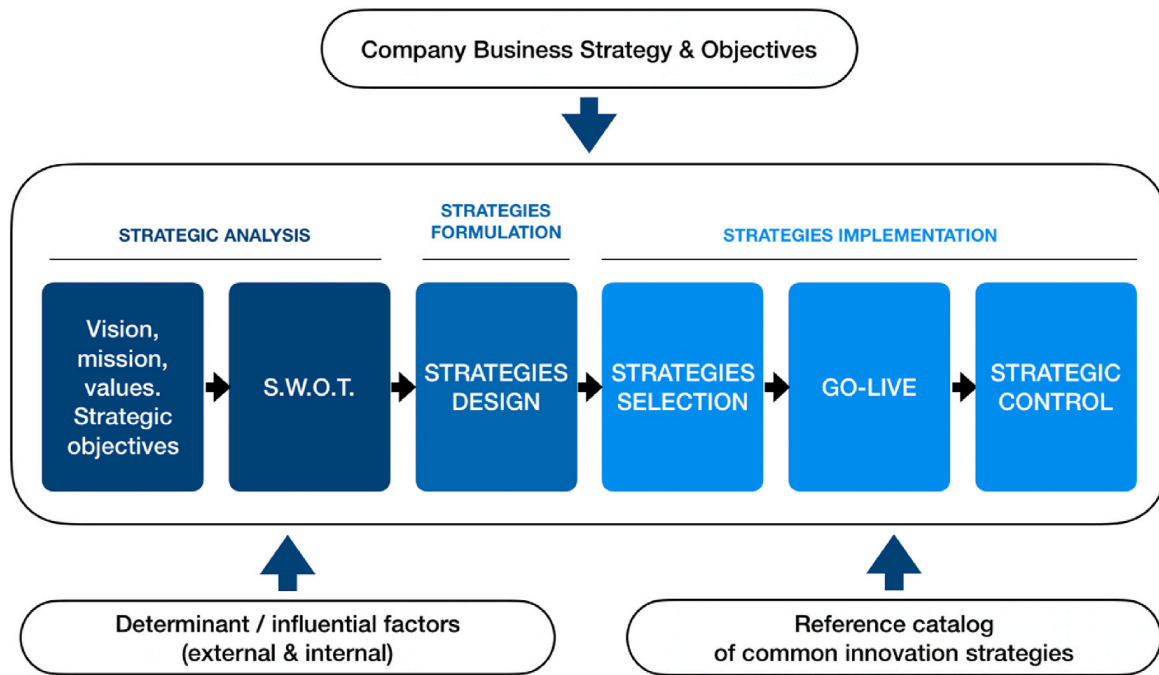 Company Business Strategy & Objectives
STRATEGIC ANALYSIS
STRATEGIES
FORMULATION
STRATEGIES IMPLEMENTATION
Vision,
mission,
values.
Strategic
objectives
S.W.O.T.
STRATEGIES
DESIGN
STRATEGIES
SELECTION
GO-LIVE
STRATEGIC
CONTROL
Determinant / influential factors
(external & internal)
Reference catalog
of common innovation strategies